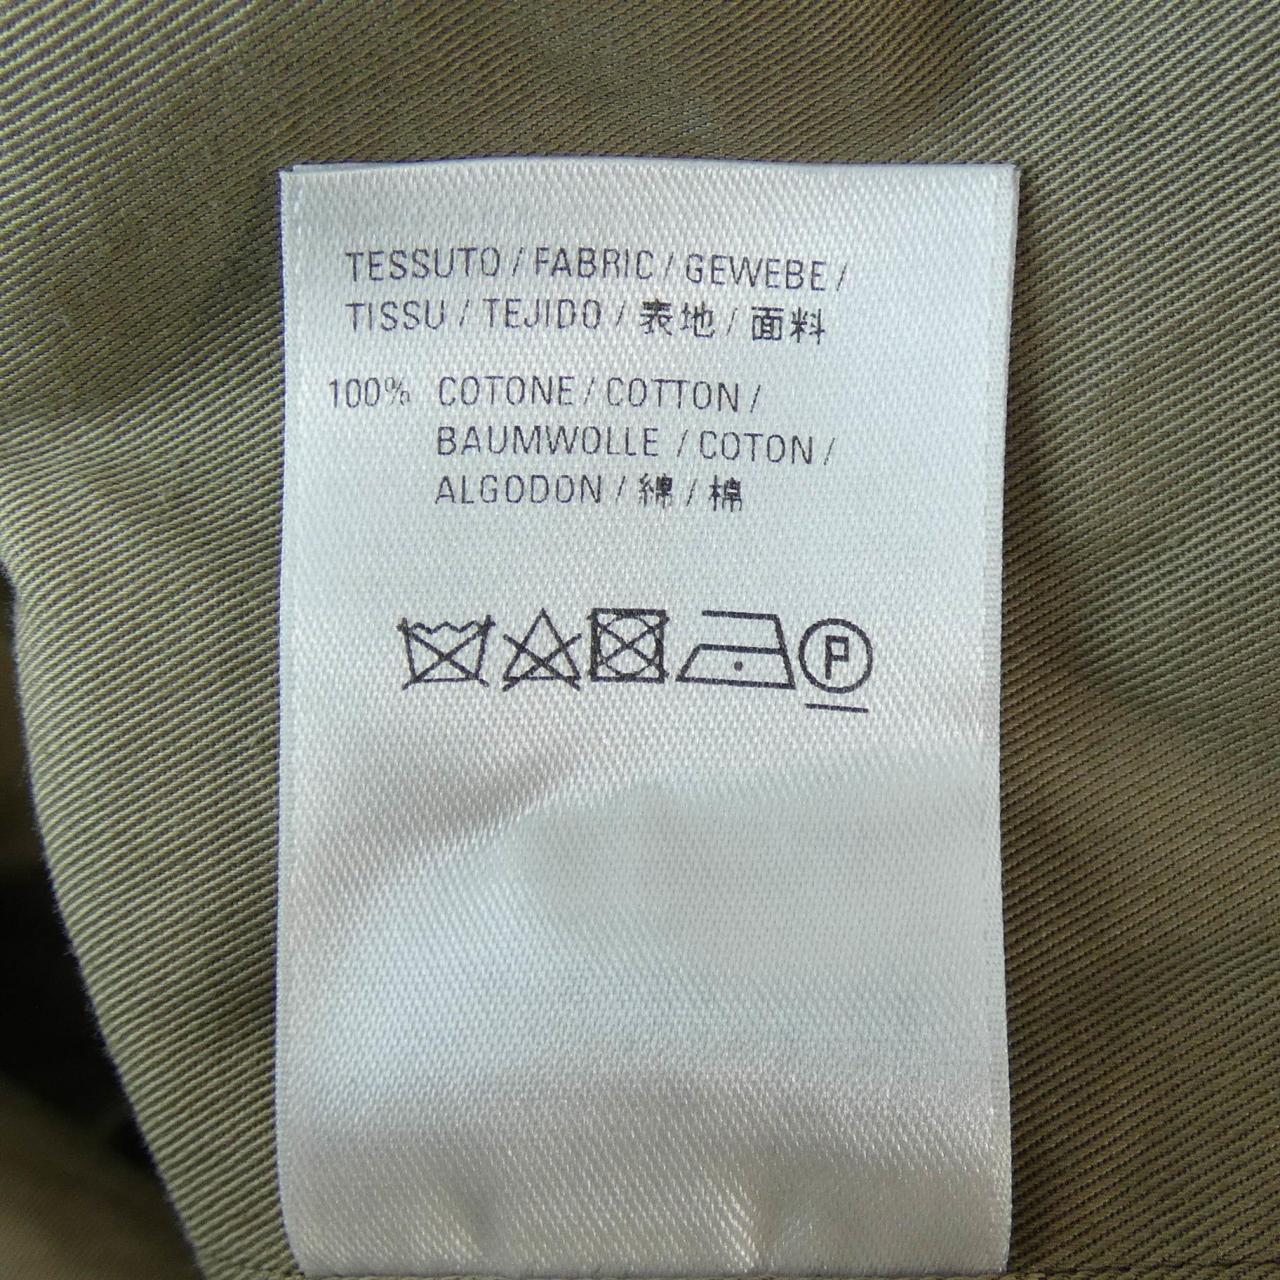 TESSUTO / FABRIC / GEWEBE /
TISSU / TEJIDO / 表地 / 面料
100% COTONE / COTTON /
BAUMWOLLE / COTON /
ALGODON / 綿 / 棉
P